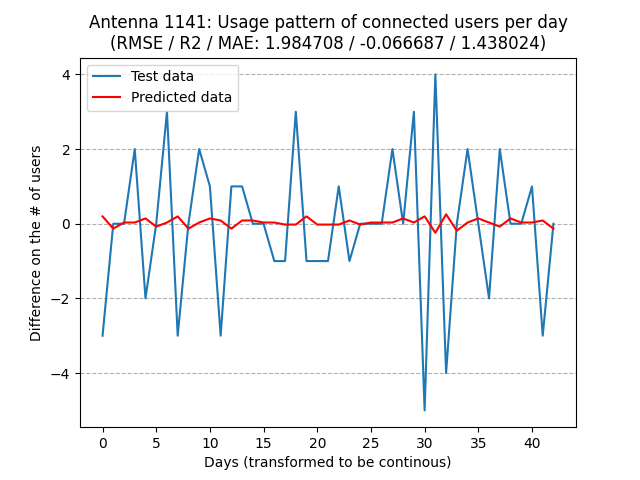 Antenna 1141: Usage pattern of connected users per day
(RMSE / R2 / MAE: 1.984708 / -0.066687 / 1.438024)
Test data
Predicted data
4
2
0
−2
−4
Difference on the # of users
0 5 10 15 20 25 30 35 40
Days (transformed to be continous)